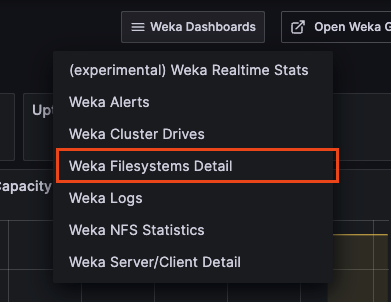 Weka Dashboards
Open Weka G
(experimental) Weka Realtime Stats
Upt
Weka Alerts
Weka Cluster Drives
Weka Filesystems Detail
Capacity
Weka Logs
Weka NFS Statistics
Weka Server/Client Detail